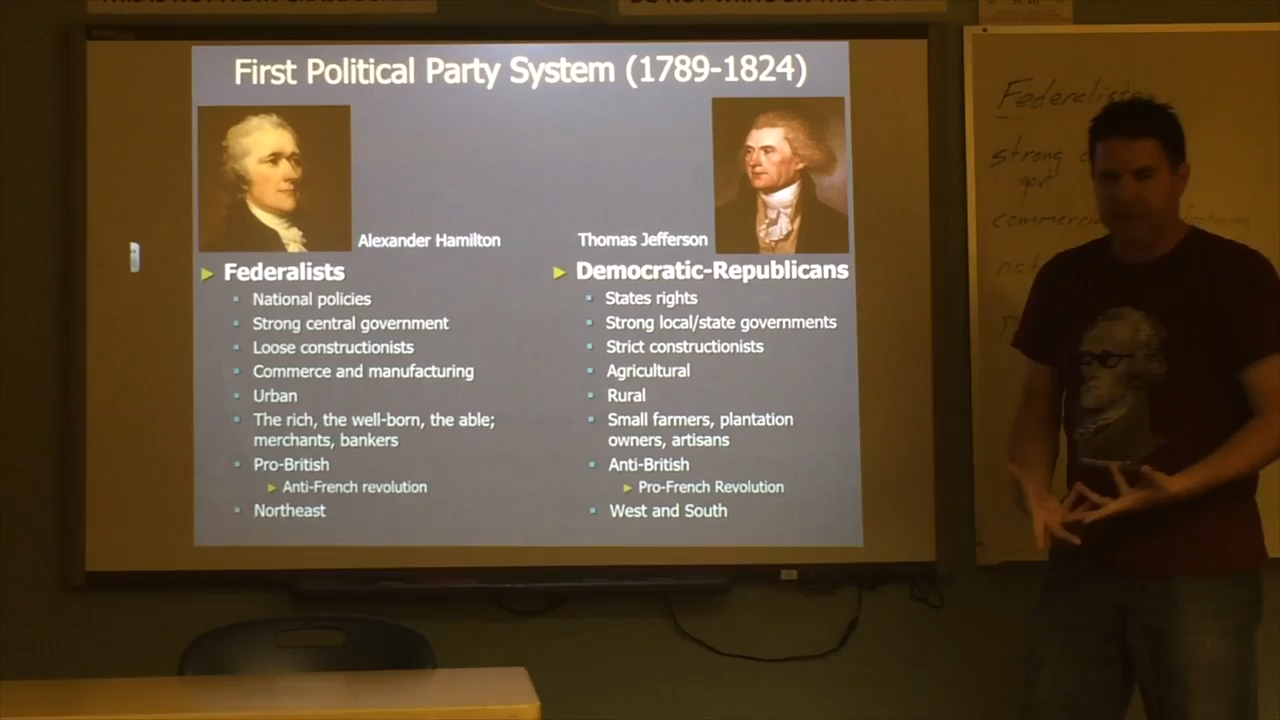 First Political Party System (1789-1824)
Alexander Hamilton
Thomas Jefferson
► Federalists
▪ National policies
▪ Strong central government
▪ Loose constructionists
▪ Commerce and manufacturing
▪ Urban
▪ The rich, the well-born, the able;
merchants, bankers
▪ Pro-British
► Anti-French revolution
▪ Northeast
► Democratic-Republicans
▪ States rights
▪ Strong local/state governments
▪ Strict constructionists
▪ Agricultural
▪ Rural
▪ Small farmers, plantation
owners, artisans
▪ Anti-British
► Pro-French Revolution
▪ West and South
Federalists
strong
gov't